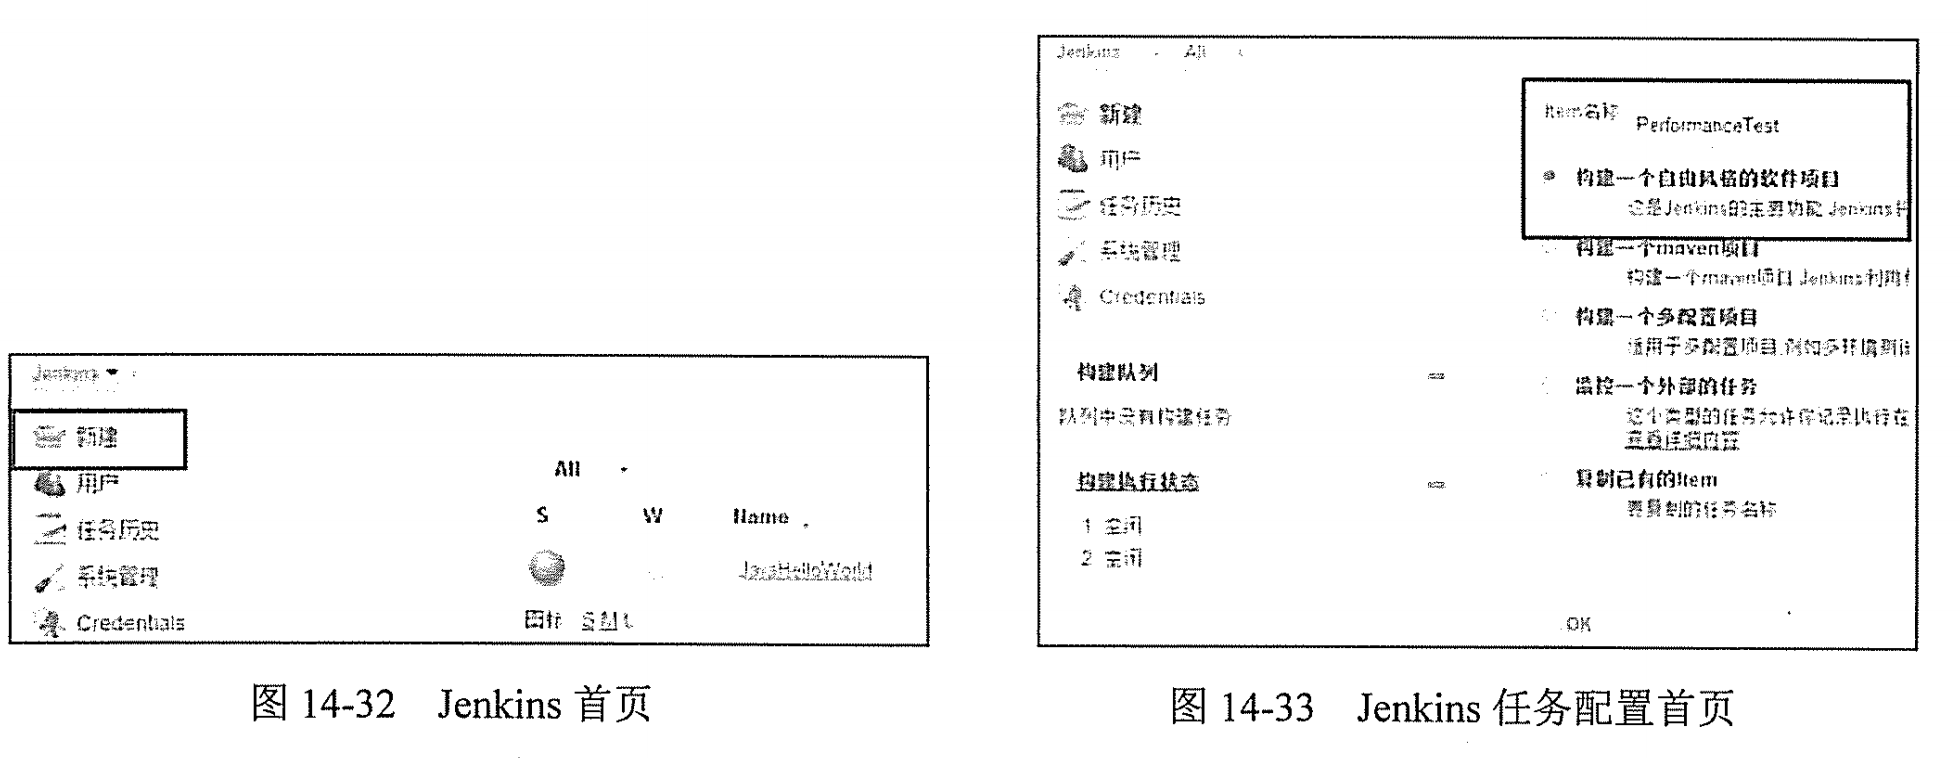 Jenkins
新建
用户
任务历史
系统管理
Credentials
All
S W Name
JavaHelloWorld
图标 S M L
图 14-32 Jenkins 首页
Jenkins All
新建
用户
任务历史
系统管理
Credentials
构建队列
队列中没有构建任务
构建执行状态
1 空闲
2 空闲
Item名称 PerformanceTest
构建一个自由风格的软件项目
这是Jenkins的主要功能 Jenkins
构建一个maven项目
构建一个maven项目 Jenkins利用
构建一个多配置项目
适用于多配置项目,例如多环境测试
监控一个外部的任务
这个类型的任务允许你记录执行在
查看详细内容
复制已有的Item
要复制的任务名称
OK
图 14-33 Jenkins 任务配置首页